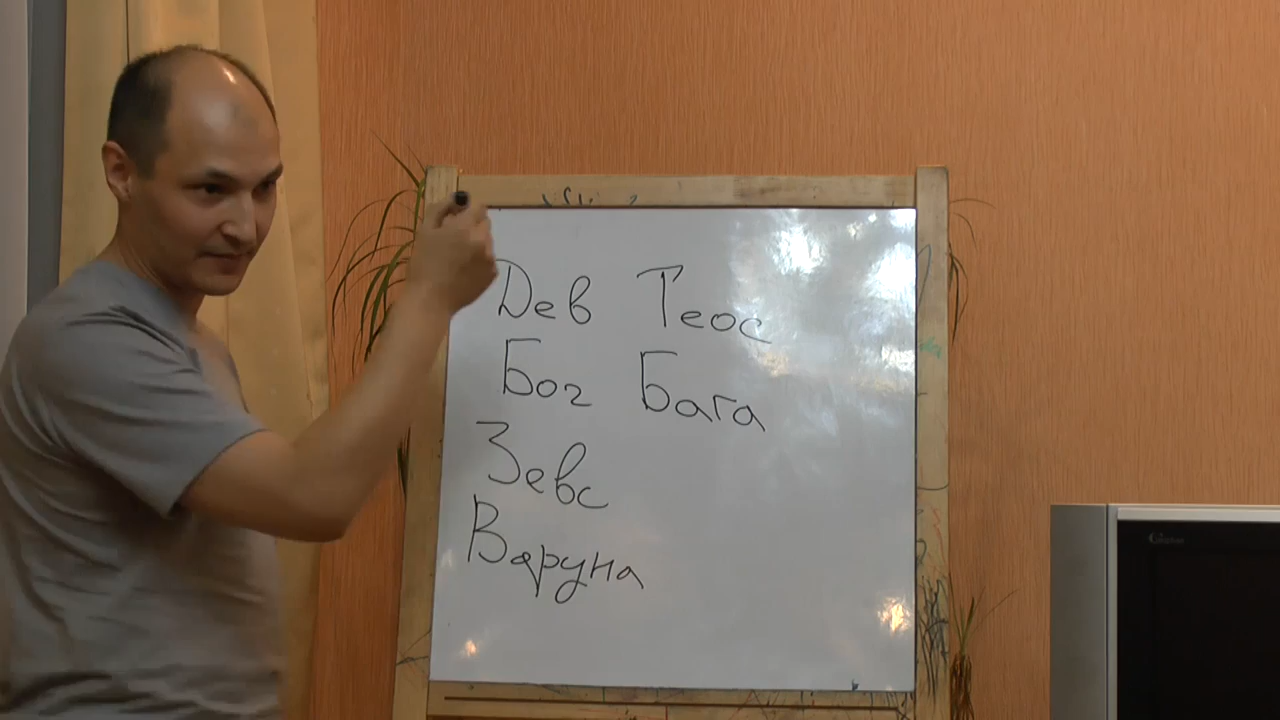 Дев Теос
Бог Бага
Зевс
Варуна